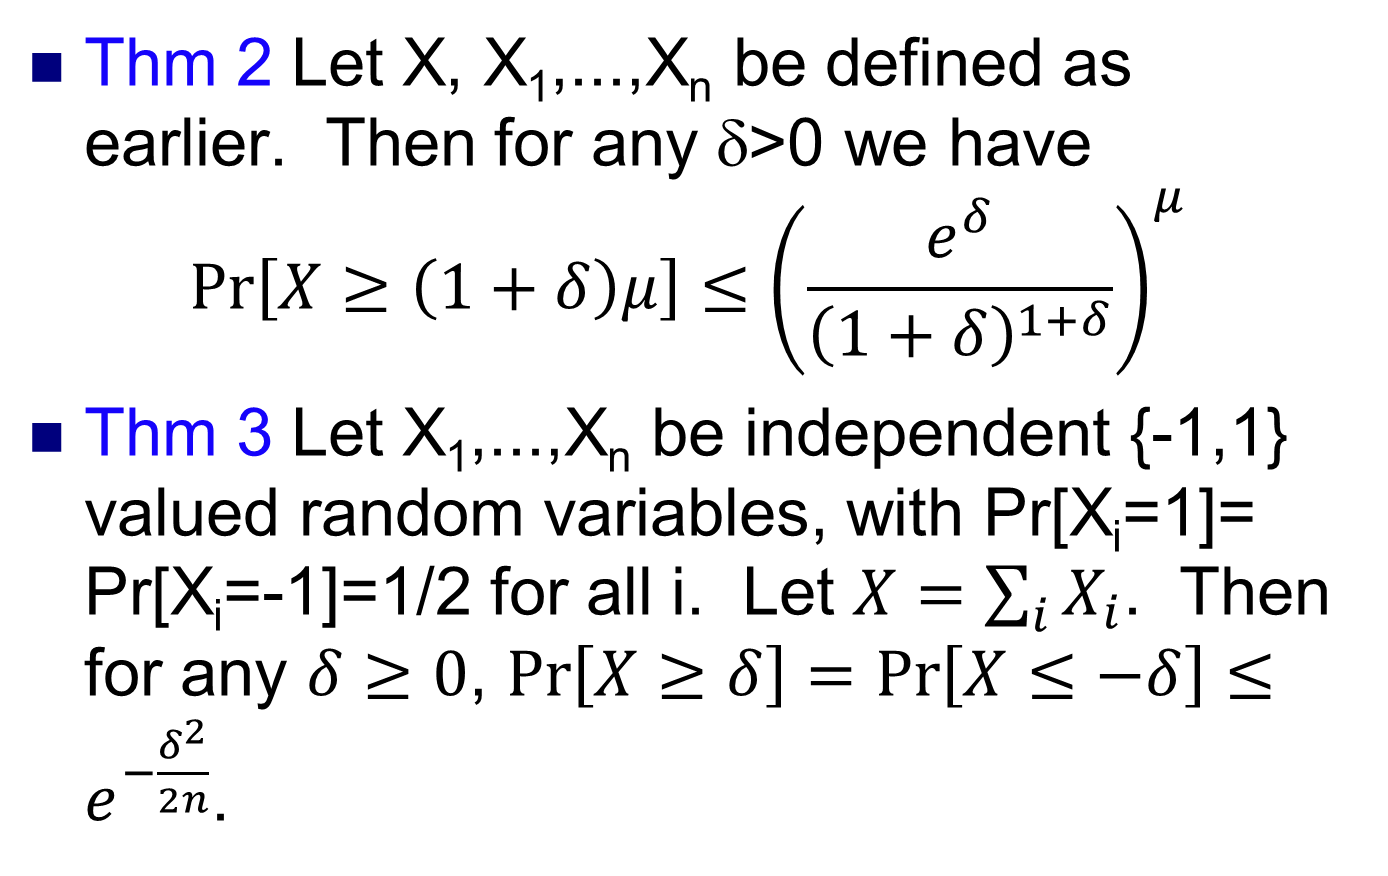 ■ Thm 2 Let X, X₁,...,Xₙ be defined as
earlier. Then for any δ>0 we have
Pr[X ≥ (1 + δ)μ] ≤ (e^δ / (1 + δ)^(1+δ))^μ
■ Thm 3 Let X₁,...,Xₙ be independent {-1,1}
valued random variables, with Pr[Xᵢ=1]=
Pr[Xᵢ=-1]=1/2 for all i. Let X = ∑ᵢ Xᵢ. Then
for any δ ≥ 0, Pr[X ≥ δ] = Pr[X ≤ −δ] ≤
e^(−δ²/2n).